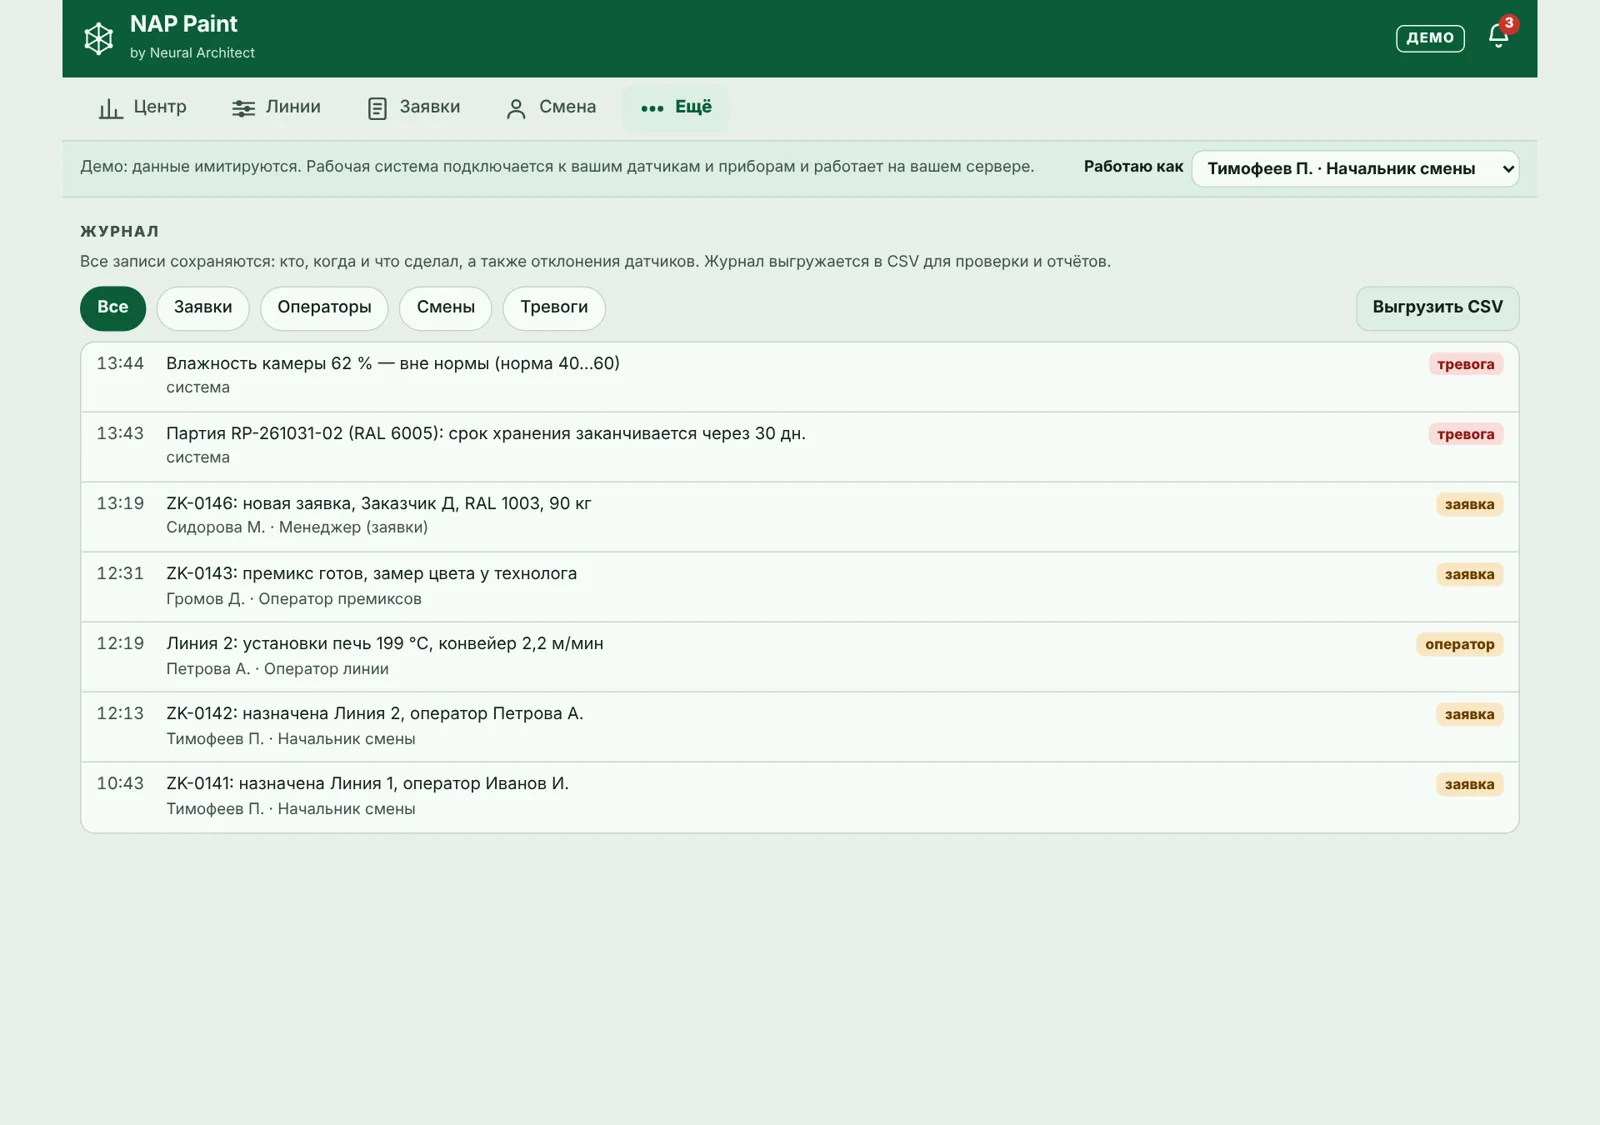 NAP Paint
by Neural Architect
ДЕМО
3
Центр
Линии
Заявки
Смена
Ещё
Демо: данные имитируются. Рабочая система подключается к вашим датчикам и приборам и работает на вашем сервере.
Работаю как
Тимофеев П. · Начальник смены
ЖУРНАЛ
Все записи сохраняются: кто, когда и что сделал, а также отклонения датчиков. Журнал выгружается в CSV для проверки и отчётов.
Все
Заявки
Операторы
Смены
Тревоги
Выгрузить CSV
13:44 Влажность камеры 62 % — вне нормы (норма 40…60) тревога
система
13:43 Партия RP-261031-02 (RAL 6005): срок хранения заканчивается через 30 дн. тревога
система
13:19 ZK-0146: новая заявка, Заказчик Д, RAL 1003, 90 кг заявка
Сидорова М. · Менеджер (заявки)
12:31 ZK-0143: премикс готов, замер цвета у технолога заявка
Громов Д. · Оператор премиксов
12:19 Линия 2: установки печь 199 °C, конвейер 2,2 м/мин оператор
Петрова А. · Оператор линии
12:13 ZK-0142: назначена Линия 2, оператор Петрова А. заявка
Тимофеев П. · Начальник смены
10:43 ZK-0141: назначена Линия 1, оператор Иванов И. заявка
Тимофеев П. · Начальник смены